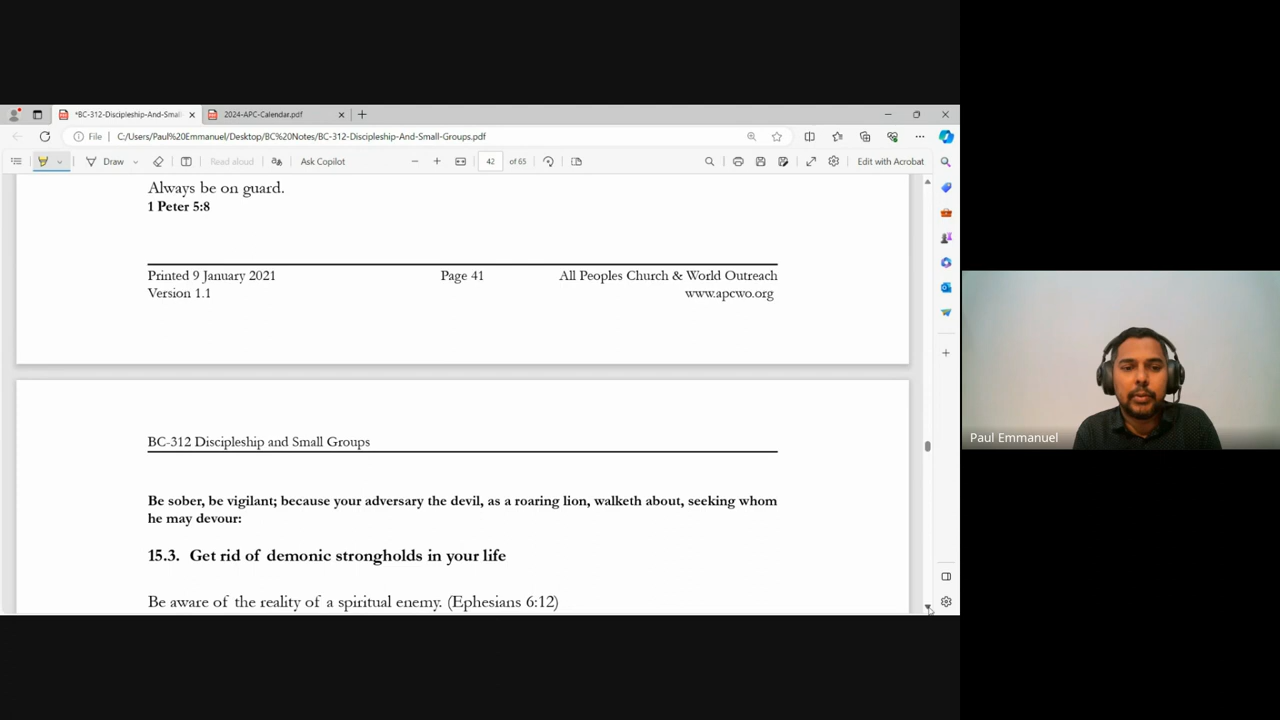 *BC-312-Discipleship-And-Small-
2024-APC-Calendar.pdf
File
C:/Users/Paul%20Emmanuel/Desktop/BC%20Notes/BC-312-Discipleship-And-Small-Groups.pdf
Draw
Read aloud
Ask Copilot
42 of 65
Edit with Acrobat
Always be on guard.
1 Peter 5:8
Printed 9 January 2021 Page 41 All Peoples Church & World Outreach
Version 1.1 www.apcwo.org
BC-312 Discipleship and Small Groups
Be sober, be vigilant; because your adversary the devil, as a roaring lion, walketh about, seeking whom
he may devour:
15.3. Get rid of demonic strongholds in your life
Be aware of the reality of a spiritual enemy. (Ephesians 6:12)
Paul Emmanuel